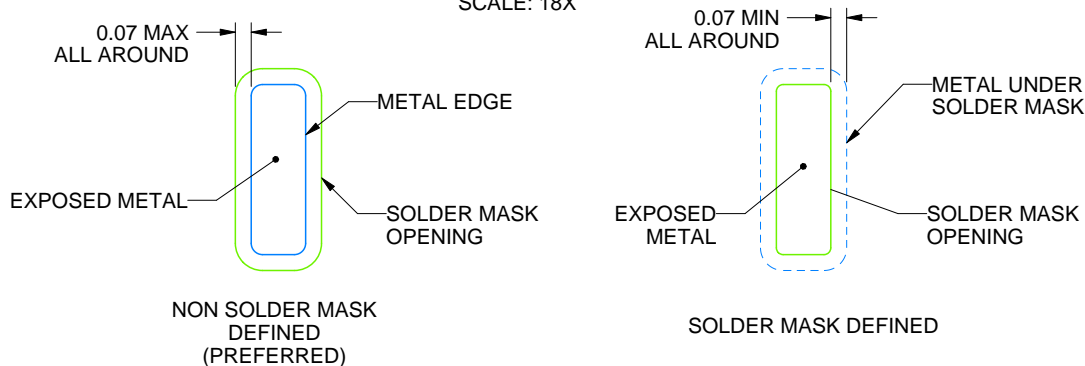 SCALE: 18X
0.07 MAX
ALL AROUND
METAL EDGE
EXPOSED METAL
SOLDER MASK
OPENING
NON SOLDER MASK
DEFINED
(PREFERRED)
0.07 MIN
ALL AROUND
METAL UNDER
SOLDER MASK
EXPOSED
METAL
SOLDER MASK
OPENING
SOLDER MASK DEFINED